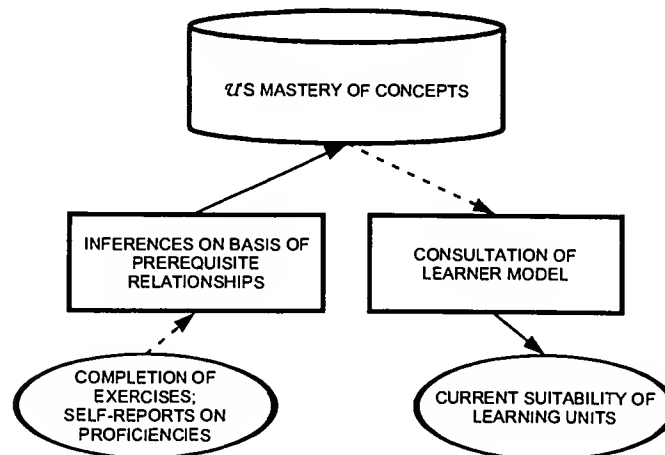 𝒰'S MASTERY OF CONCEPTS
INFERENCES ON BASIS OF
PREREQUISITE
RELATIONSHIPS
CONSULTATION OF
LEARNER MODEL
COMPLETION OF
EXERCISES;
SELF-REPORTS ON
PROFICIENCIES
CURRENT SUITABILITY OF
LEARNING UNITS